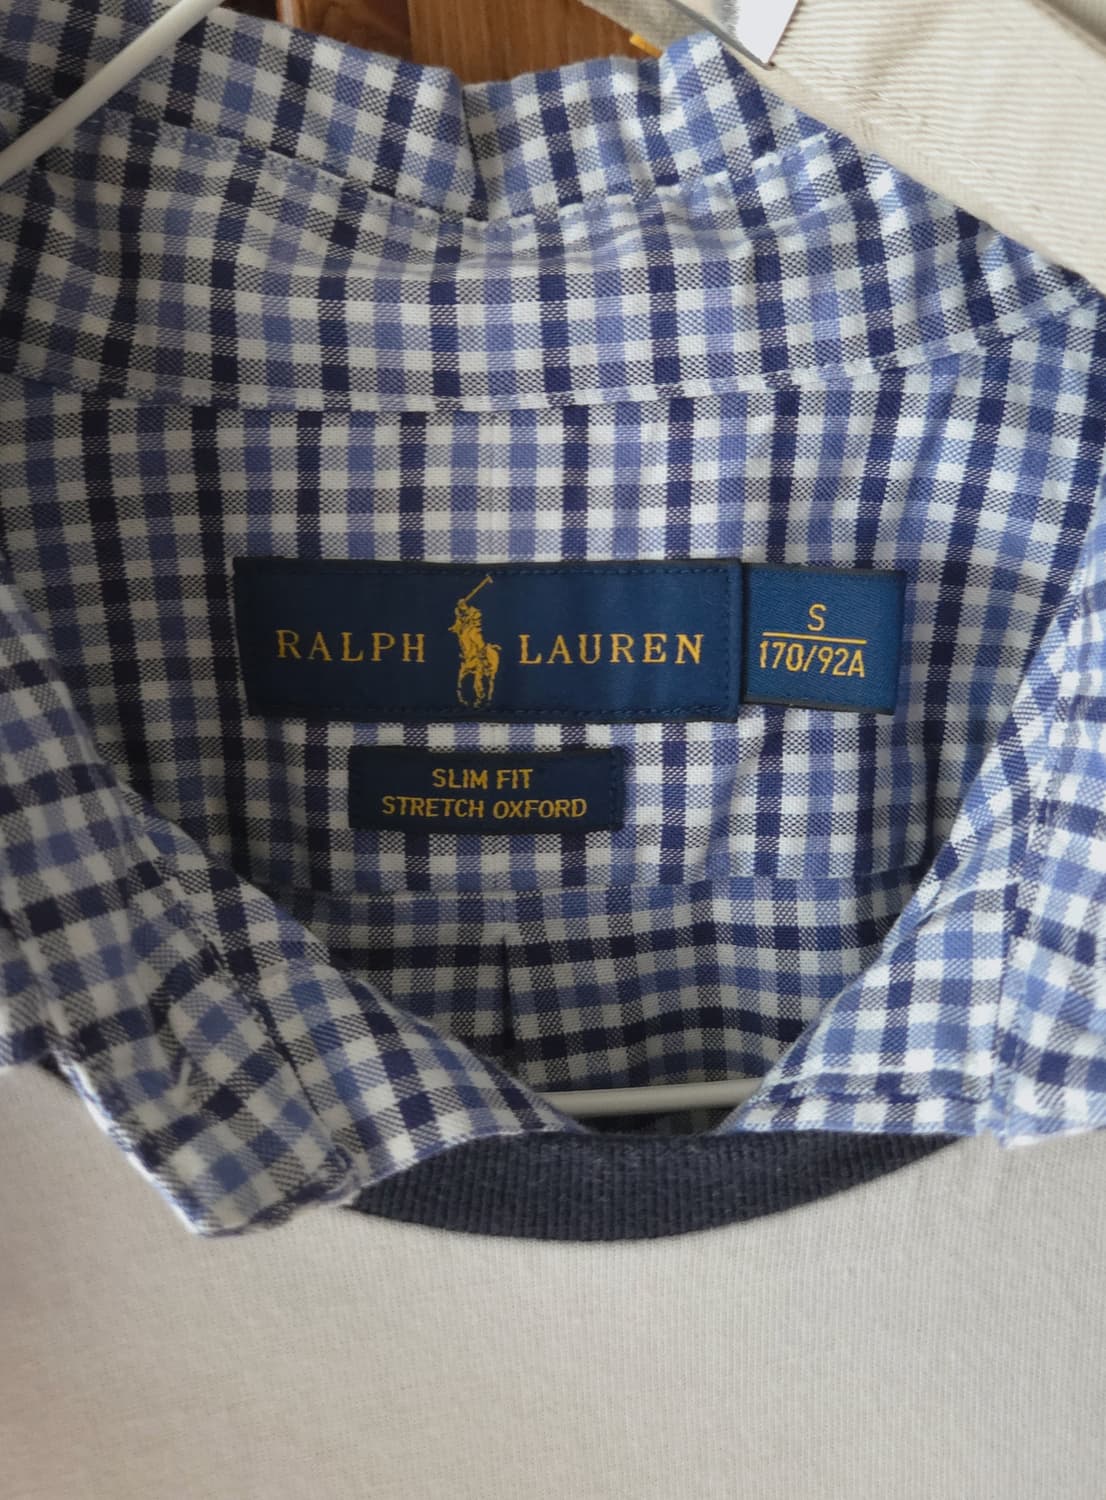 RALPH LAUREN
S
170/92A
SLIM FIT
STRETCH OXFORD